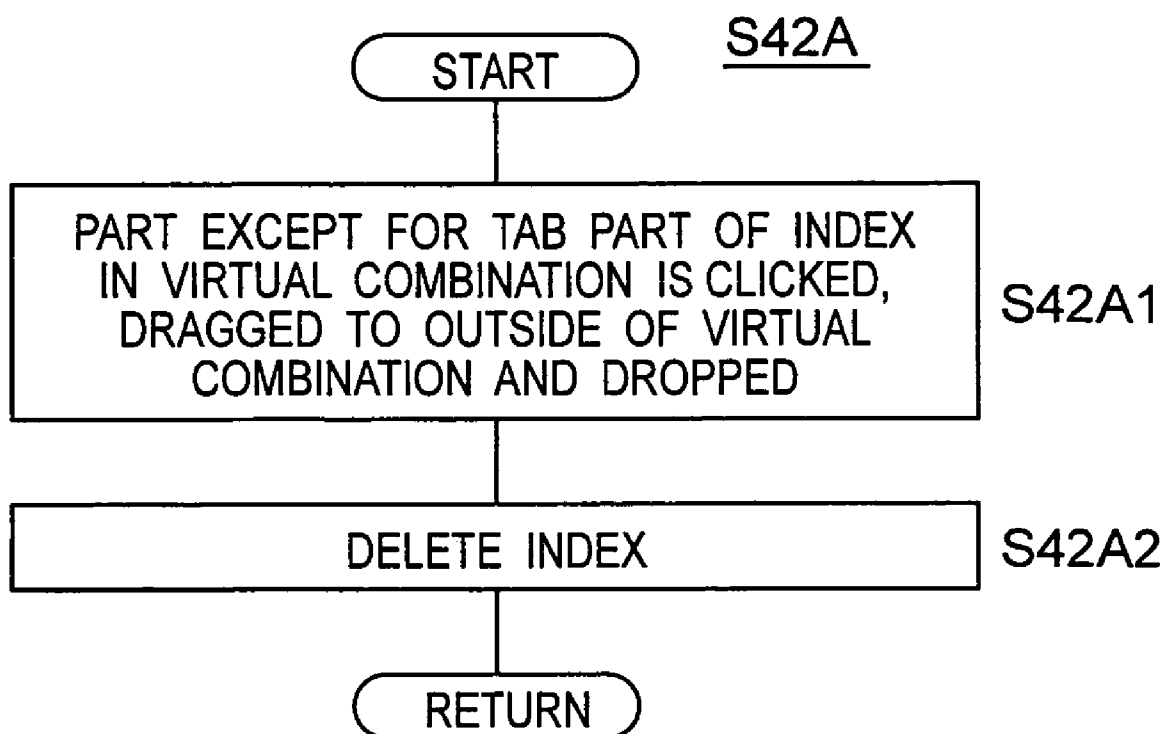 S42A
START
PART EXCEPT FOR TAB PART OF INDEX
IN VIRTUAL COMBINATION IS CLICKED,
DRAGGED TO OUTSIDE OF VIRTUAL
COMBINATION AND DROPPED
S42A1
DELETE INDEX
S42A2
RETURN